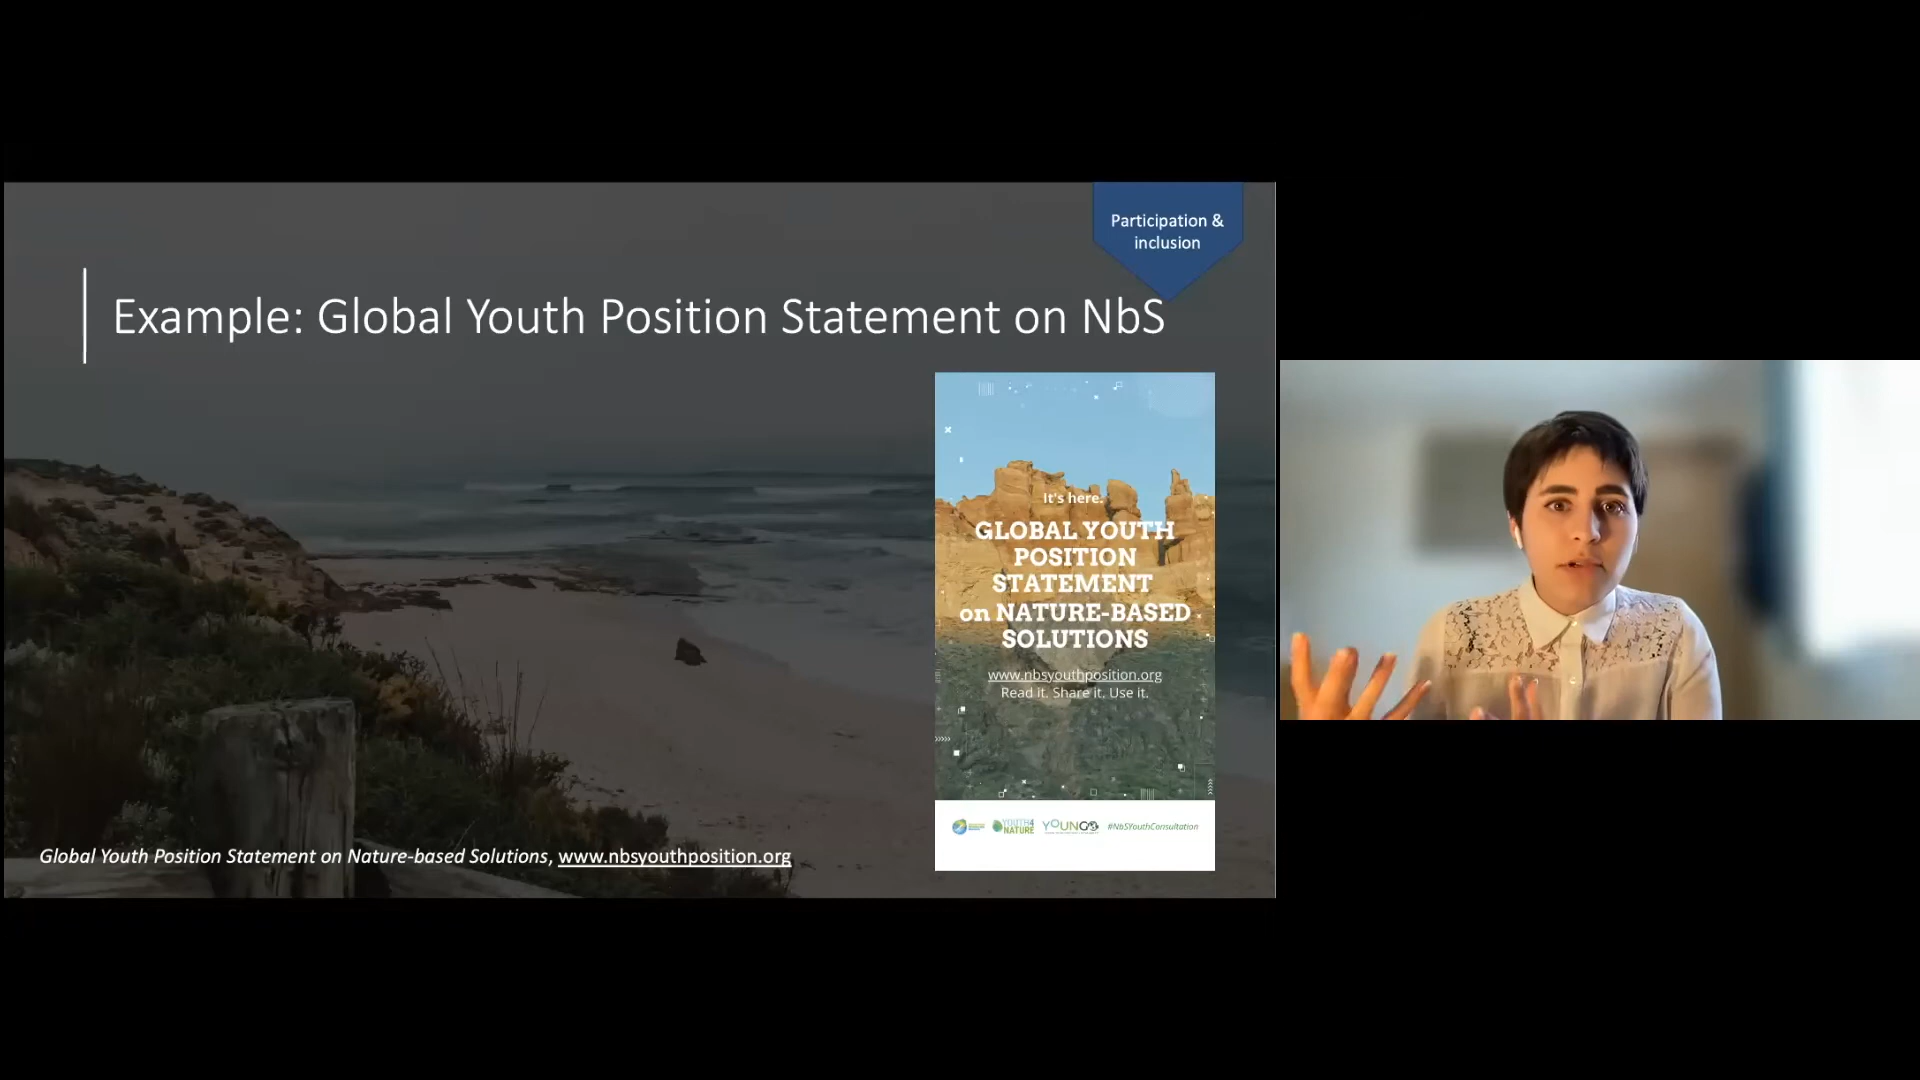 Participation &
inclusion
Example: Global Youth Position Statement on NbS
It's here.
GLOBAL YOUTH
POSITION
STATEMENT
on NATURE-BASED
SOLUTIONS
www.nbsyouthposition.org
Read it. Share it. Use it.
YOUTH4
NATURE
YOUNGO
#NbSYouthConsultation
Global Youth Position Statement on Nature-based Solutions, www.nbsyouthposition.org